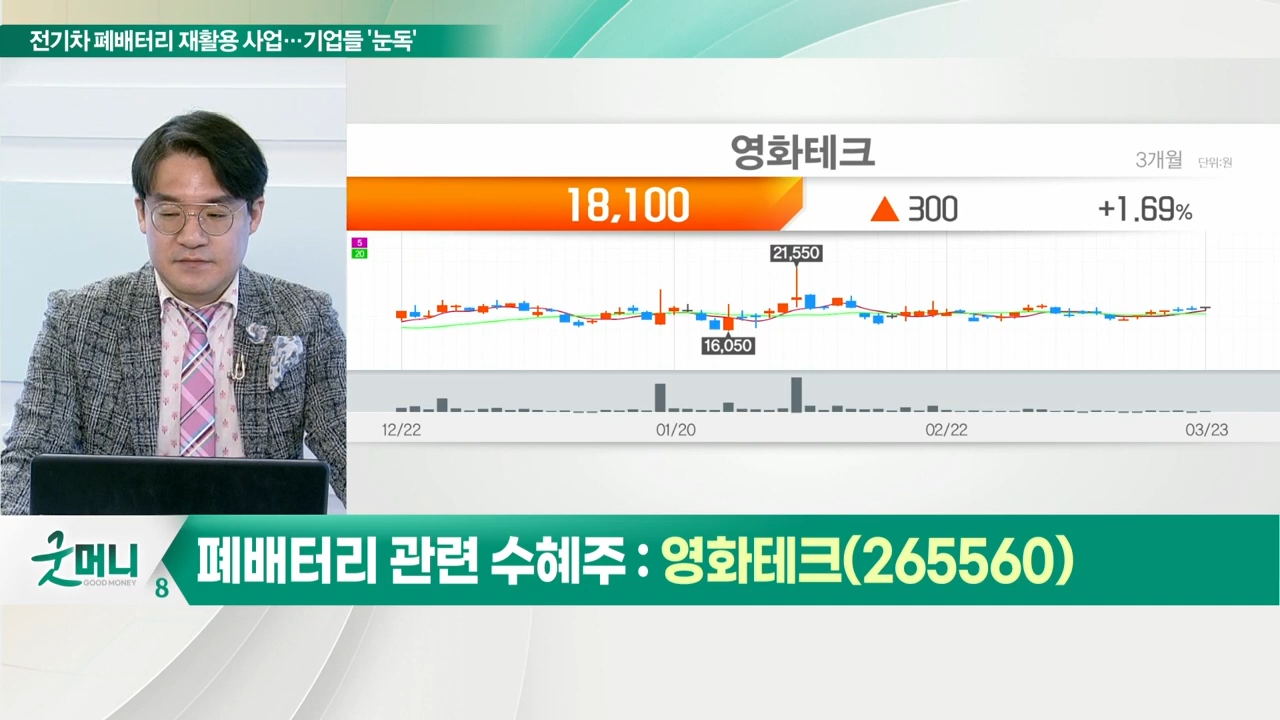 전기차 폐배터리 재활용 사업…기업들 '눈독'
영화테크
3개월 단위:원
18,100 ▲ 300 +1.69%
5
20
21,550
16,050
12/22 01/20 02/22 03/23
굿머니
GOOD MONEY
8
폐배터리 관련 수혜주 : 영화테크(265560)